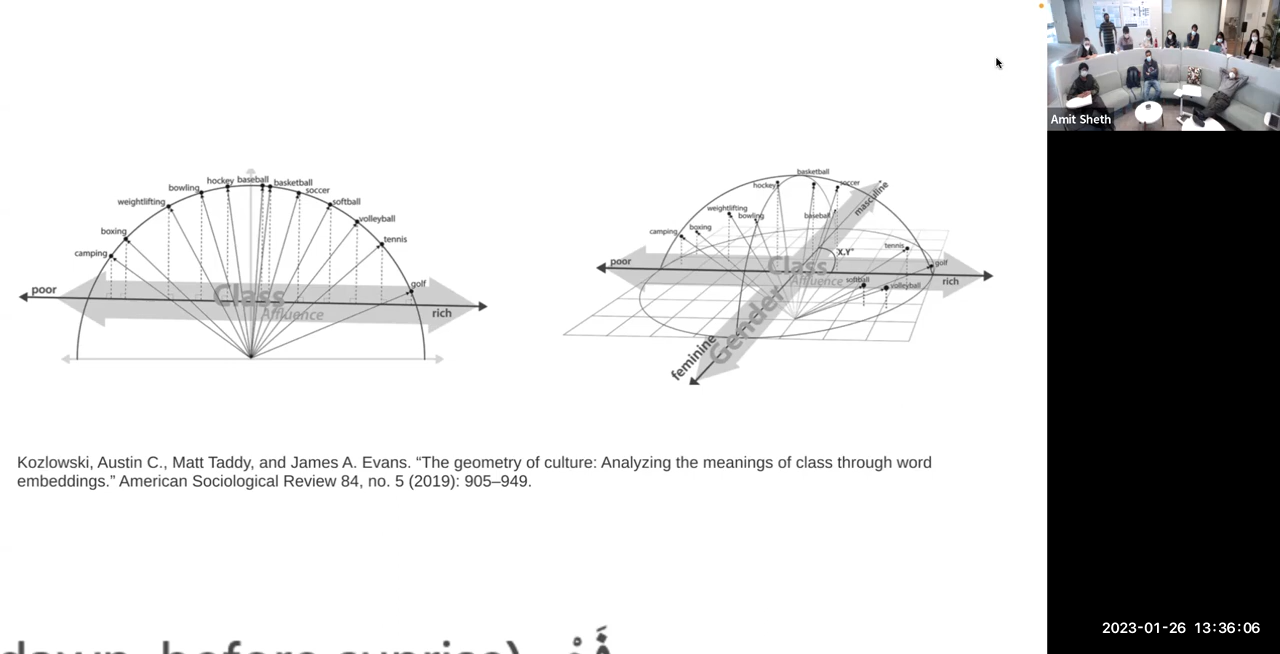 Amit Sheth
hockey baseball basketball
bowling
soccer
weightlifting
softball
volleyball
boxing
tennis
camping
golf
poor
Class
Affluence
rich
basketball
hockey
soccer
masculine
weightlifting
bowling
baseball
camping
boxing
X.Y
tennis
poor
Class
golf
Affluence
softball
volleyball
rich
Gender
feminine
Kozlowski, Austin C., Matt Taddy, and James A. Evans. “The geometry of culture: Analyzing the meanings of class through word
embeddings.” American Sociological Review 84, no. 5 (2019): 905–949.
2023-01-26 13:36:06